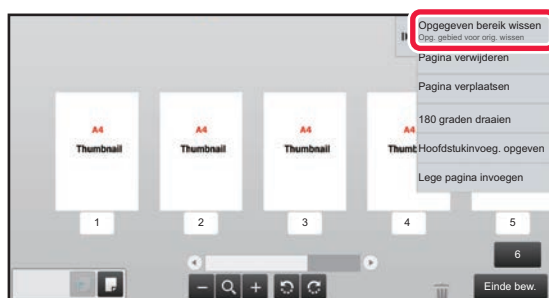 Opgegeven bereik wissen
Opg. gebied voor orig. wissen
Pagina verwijderen
Pagina verplaatsen
180 graden draaien
Hoofdstukinvoeg. opgeven
Lege pagina invoegen
A4
Thumbnail
A4
Thumbnail
A4
Thumbnail
A4
1
2
3
4
5
6
Einde bew.